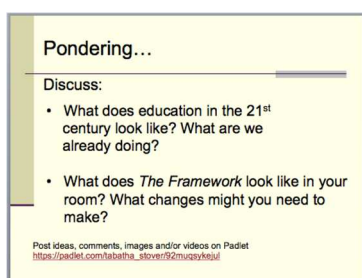 Pondering…
Discuss:
• What does education in the 21st
century look like? What are we
already doing?
• What does The Framework look like in your
room? What changes might you need to
make?
Post ideas, comments, images and/or videos on Padlet
https://padlet.com/tabatha_stover/92muqsykejul